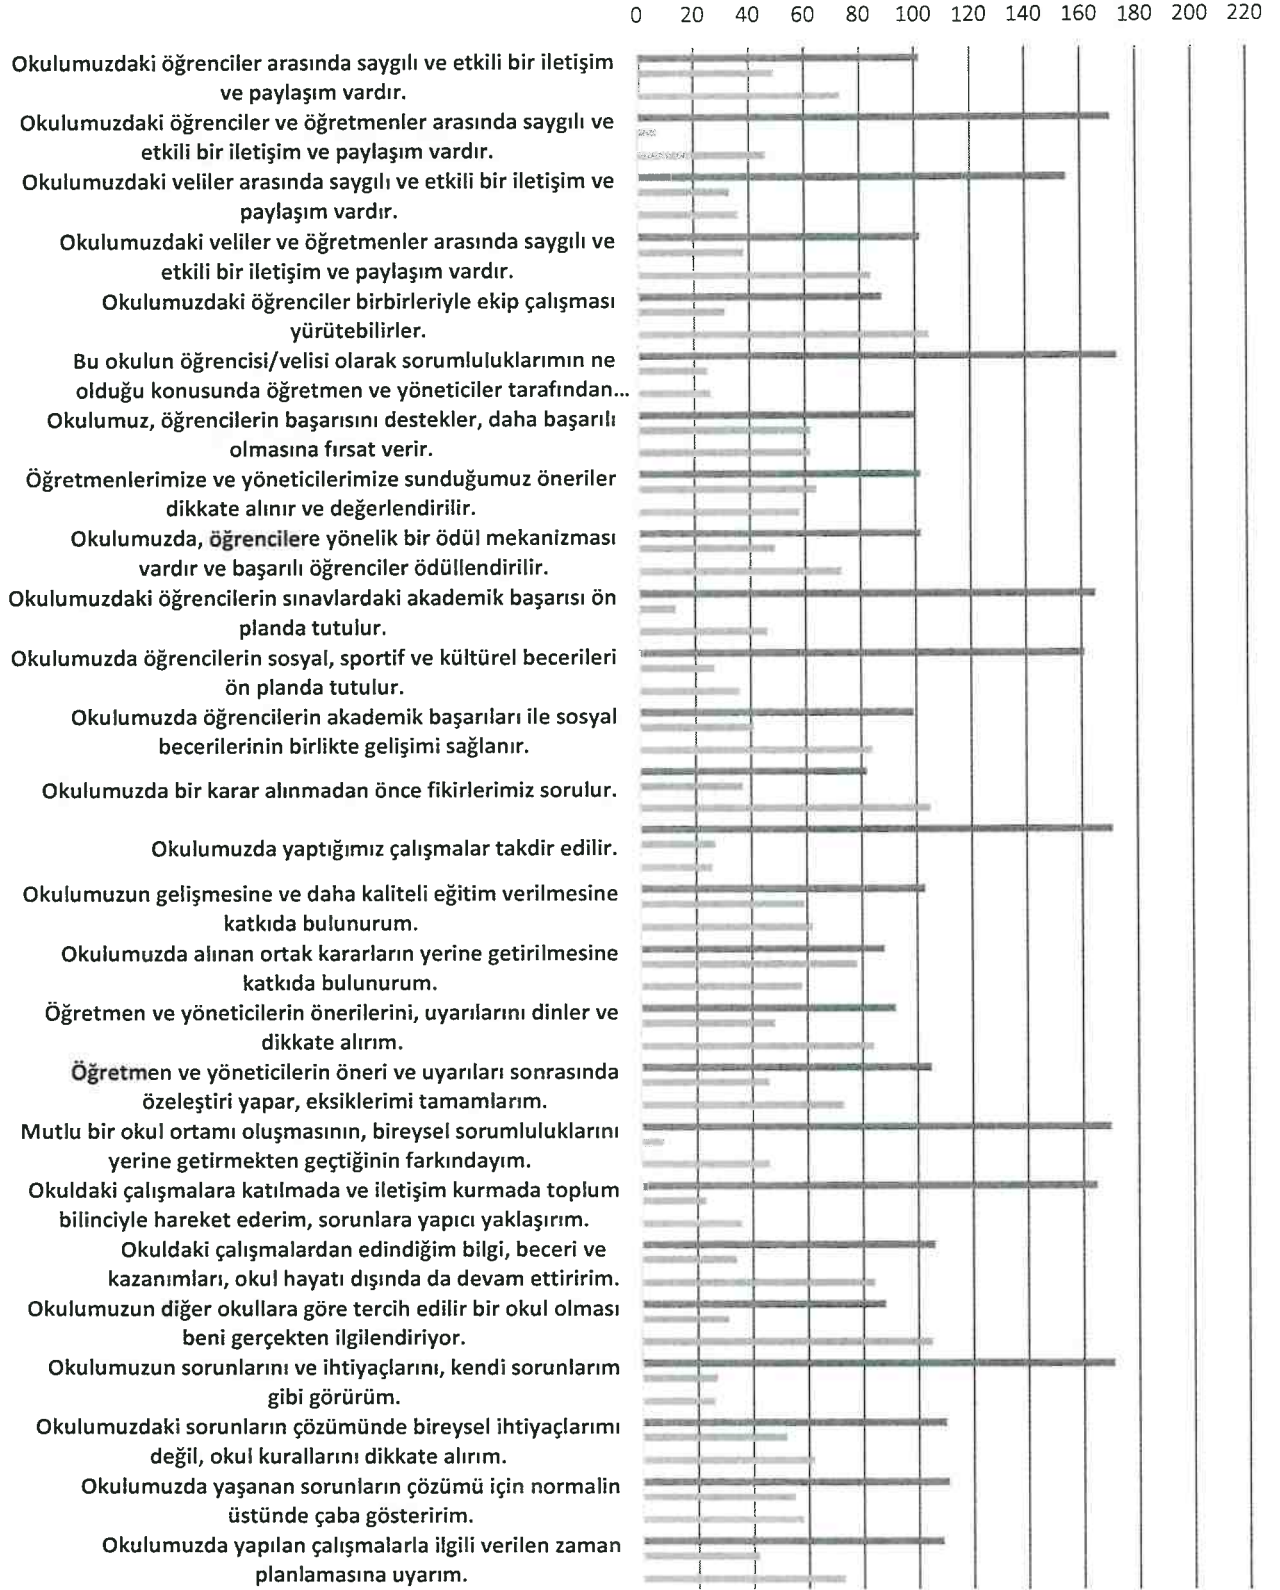 0 20 40 60 80 100 120 140 160 180 200 220
Okulumuzdaki öğrenciler arasında saygılı ve etkili bir iletişim
ve paylaşım vardır.
Okulumuzdaki öğrenciler ve öğretmenler arasında saygılı ve
etkili bir iletişim ve paylaşım vardır.
Okulumuzdaki veliler arasında saygılı ve etkili bir iletişim ve
paylaşım vardır.
Okulumuzdaki veliler ve öğretmenler arasında saygılı ve
etkili bir iletişim ve paylaşım vardır.
Okulumuzdaki öğrenciler birbirleriyle ekip çalışması
yürütebilirler.
Bu okulun öğrencisi/velisi olarak sorumluluklarımın ne
olduğu konusunda öğretmen ve yöneticiler tarafından...
Okulumuz, öğrencilerin başarısını destekler, daha başarılı
olmasına fırsat verir.
Öğretmenlerimize ve yöneticilerimize sunduğumuz öneriler
dikkate alınır ve değerlendirilir.
Okulumuzda, öğrencilere yönelik bir ödül mekanizması
vardır ve başarılı öğrenciler ödüllendirilir.
Okulumuzdaki öğrencilerin sınavlardaki akademik başarısı ön
planda tutulur.
Okulumuzda öğrencilerin sosyal, sportif ve kültürel becerileri
ön planda tutulur.
Okulumuzda öğrencilerin akademik başarıları ile sosyal
becerilerinin birlikte gelişimi sağlanır.
Okulumuzda bir karar alınmadan önce fikirlerimiz sorulur.
Okulumuzda yaptığımız çalışmalar takdir edilir.
Okulumuzun gelişmesine ve daha kaliteli eğitim verilmesine
katkıda bulunurum.
Okulumuzda alınan ortak kararların yerine getirilmesine
katkıda bulunurum.
Öğretmen ve yöneticilerin önerilerini, uyarılarını dinler ve
dikkate alırım.
Öğretmen ve yöneticilerin öneri ve uyarıları sonrasında
özeleştiri yapar, eksiklerimi tamamlarım.
Mutlu bir okul ortamı oluşmasının, bireysel sorumluluklarını
yerine getirmekten geçtiğinin farkındayım.
Okuldaki çalışmalara katılmada ve iletişim kurmada toplum
bilinciyle hareket ederim, sorunlara yapıcı yaklaşırım.
Okuldaki çalışmalardan edindiğim bilgi, beceri ve
kazanımları, okul hayatı dışında da devam ettiririm.
Okulumuzun diğer okullara göre tercih edilir bir okul olması
beni gerçekten ilgilendiriyor.
Okulumuzun sorunlarını ve ihtiyaçlarını, kendi sorunlarım
gibi görürüm.
Okulumuzdaki sorunların çözümünde bireysel ihtiyaçlarımı
değil, okul kurallarını dikkate alırım.
Okulumuzda yaşanan sorunların çözümü için normalin
üstünde çaba gösteririm.
Okulumuzda yapılan çalışmalarla ilgili verilen zaman
planlamasına uyarım.